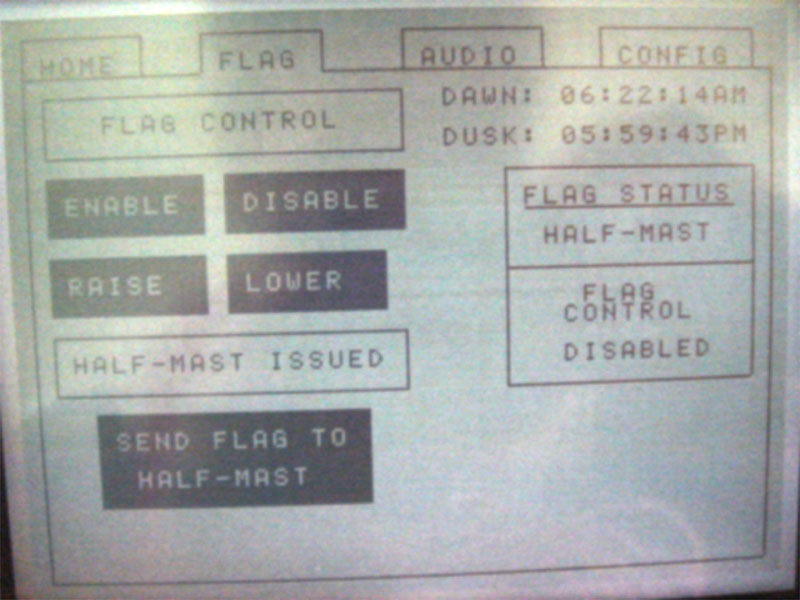 HOME FLAG AUDIO CONFIG
FLAG CONTROL
DAWN: 06:22:14AM
DUSK: 05:59:43PM
ENABLE DISABLE
RAISE LOWER
HALF-MAST ISSUED
SEND FLAG TO
HALF-MAST
FLAG STATUS
HALF-MAST
FLAG
CONTROL
DISABLED